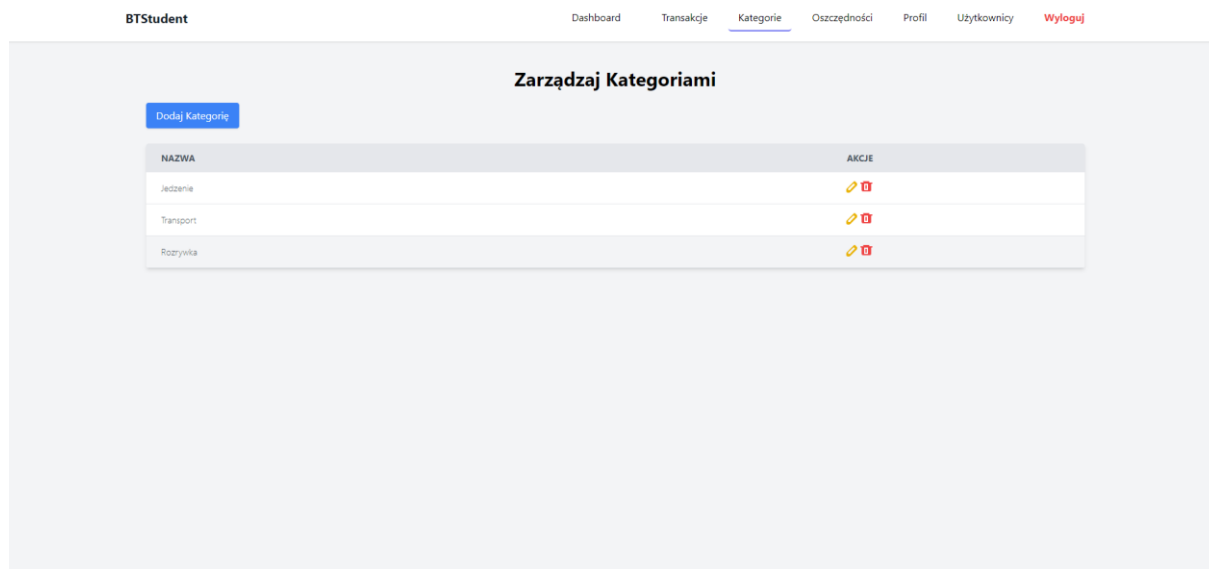 BTStudent Dashboard Transakcje Kategorie Oszczędności Profil Użytkownicy Wyloguj
Zarządzaj Kategoriami
Dodaj Kategorię
NAZWA AKCJE
Jedzenie
Transport
Rozrywka